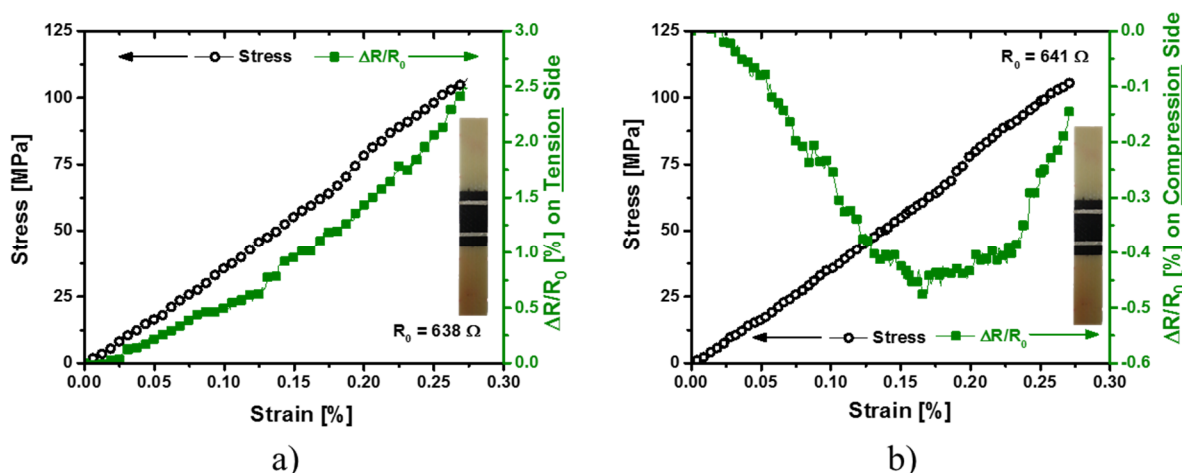 125
100
75
50
25
0
Stress [MPa]
Stress
ΔR/R0
3.0
2.5
2.0
1.5
1.0
0.5
0.0
ΔR/R0 [%] on Tension Side
R0 = 638 Ω
0.00 0.05 0.10 0.15 0.20 0.25 0.30
Strain [%]
a)
125
100
75
50
25
0
Stress [MPa]
R0 = 641 Ω
0.0
-0.1
-0.2
-0.3
-0.4
-0.5
-0.6
ΔR/R0 [%] on Compression Side
Stress
ΔR/R0
0.00 0.05 0.10 0.15 0.20 0.25 0.30
Strain [%]
b)